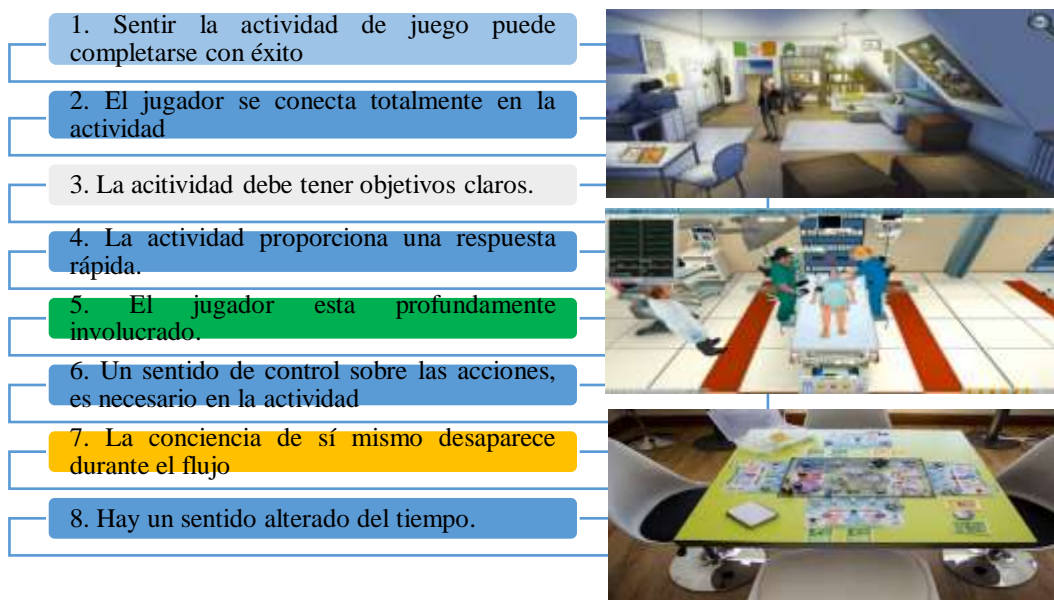 1. Sentir la actividad de juego puede
completarse con éxito
2. El jugador se conecta totalmente en la
actividad
3. La acitividad debe tener objetivos claros.
4. La actividad proporciona una respuesta
rápida.
5. El jugador esta profundamente
involucrado.
6. Un sentido de control sobre las acciones,
es necesario en la actividad
7. La conciencia de sí mismo desaparece
durante el flujo
8. Hay un sentido alterado del tiempo.